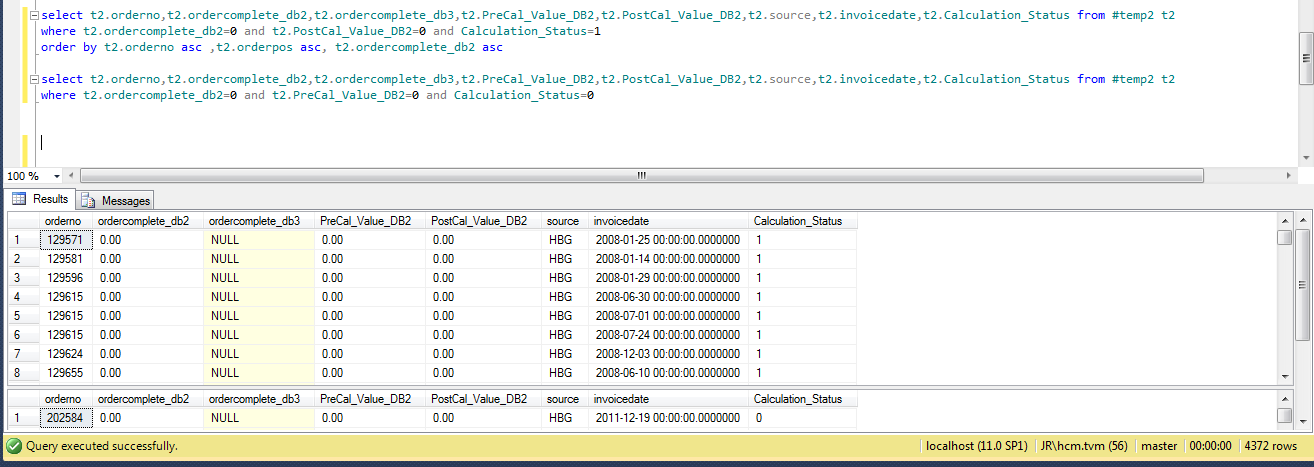 select t2.orderno,t2.ordercomplete_db2,t2.ordercomplete_db3,t2.PreCal_Value_DB2,t2.PostCal_Value_DB2,t2.source,t2.invoicedate,t2.Calculation_Status from #temp2 t2
where t2.ordercomplete_db2=0 and t2.PostCal_Value_DB2=0 and Calculation_Status=1
order by t2.orderno asc ,t2.orderpos asc, t2.ordercomplete_db2 asc
select t2.orderno,t2.ordercomplete_db2,t2.ordercomplete_db3,t2.PreCal_Value_DB2,t2.PostCal_Value_DB2,t2.source,t2.invoicedate,t2.Calculation_Status from #temp2 t2
where t2.ordercomplete_db2=0 and t2.PreCal_Value_DB2=0 and Calculation_Status=0
100 %
Results Messages
orderno ordercomplete_db2 ordercomplete_db3 PreCal_Value_DB2 PostCal_Value_DB2 source invoicedate Calculation_Status
1 129571 0.00 NULL 0.00 0.00 HBG 2008-01-25 00:00:00.0000000 1
2 129581 0.00 NULL 0.00 0.00 HBG 2008-01-14 00:00:00.0000000 1
3 129596 0.00 NULL 0.00 0.00 HBG 2008-01-29 00:00:00.0000000 1
4 129615 0.00 NULL 0.00 0.00 HBG 2008-06-30 00:00:00.0000000 1
5 129615 0.00 NULL 0.00 0.00 HBG 2008-07-01 00:00:00.0000000 1
6 129615 0.00 NULL 0.00 0.00 HBG 2008-07-24 00:00:00.0000000 1
7 129624 0.00 NULL 0.00 0.00 HBG 2008-12-03 00:00:00.0000000 1
8 129655 0.00 NULL 0.00 0.00 HBG 2008-06-10 00:00:00.0000000 1
orderno ordercomplete_db2 ordercomplete_db3 PreCal_Value_DB2 PostCal_Value_DB2 source invoicedate Calculation_Status
1 202584 0.00 NULL 0.00 0.00 HBG 2011-12-19 00:00:00.0000000 0
Query executed successfully. localhost (11.0 SP1) JR\hcm.tvm (56) master 00:00:00 4372 rows